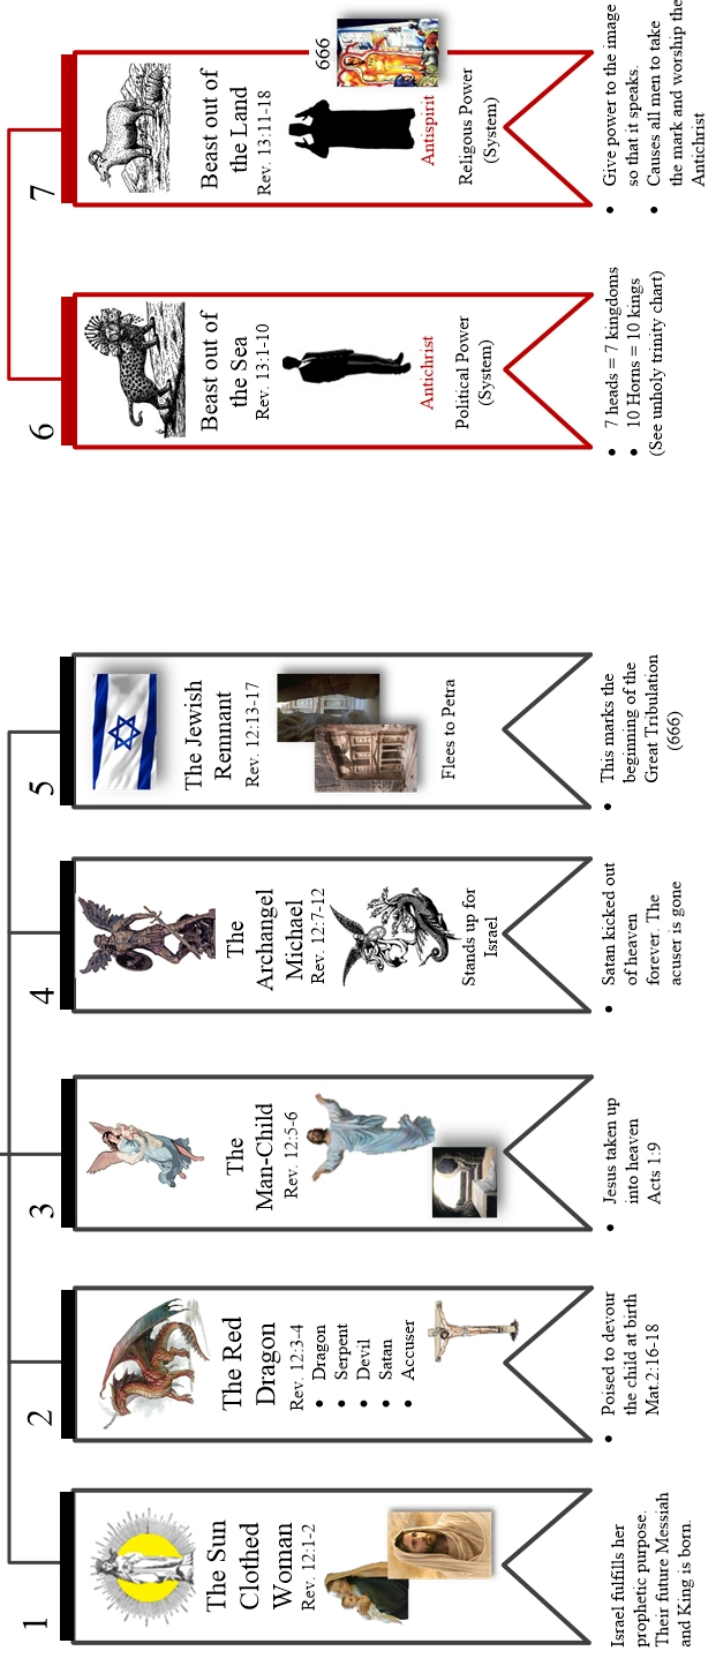 1
The Sun
Clothed
Woman
Rev. 12:1-2
Israel fulfills her
prophetic purpose.
Their future Messiah
and King is born.
2
The Red
Dragon
Rev. 12:3-4
• Dragon
• Serpent
• Devil
• Satan
• Accuser
• Poised to devour
the child at birth
Mat.2:16-18
3
The
Man-Child
Rev. 12:5-6
• Jesus taken up
into heaven
Acts 1:9
4
The
Archangel
Michael
Rev. 12:7-12
Stands up for
Israel
• Satan kicked out
of heaven
forever. The
acuser is gone
5
The Jewish
Remnant
Rev. 12:13-17
Flees to Petra
• This marks the
beginning of the
Great Tribulation
(666)
6
Beast out of
the Sea
Rev. 13:1-10
Antichrist
Political Power
(System)
• 7 heads = 7 kingdoms
• 10 Horns = 10 kings
(See unholy trinity chart)
7
Beast out of
the Land
Rev. 13:11-18
666
Antispirit
Religous Power
(System)
• Give power to the image
so that it speaks.
• Causes all men to take
the mark and worship the
Antichrist